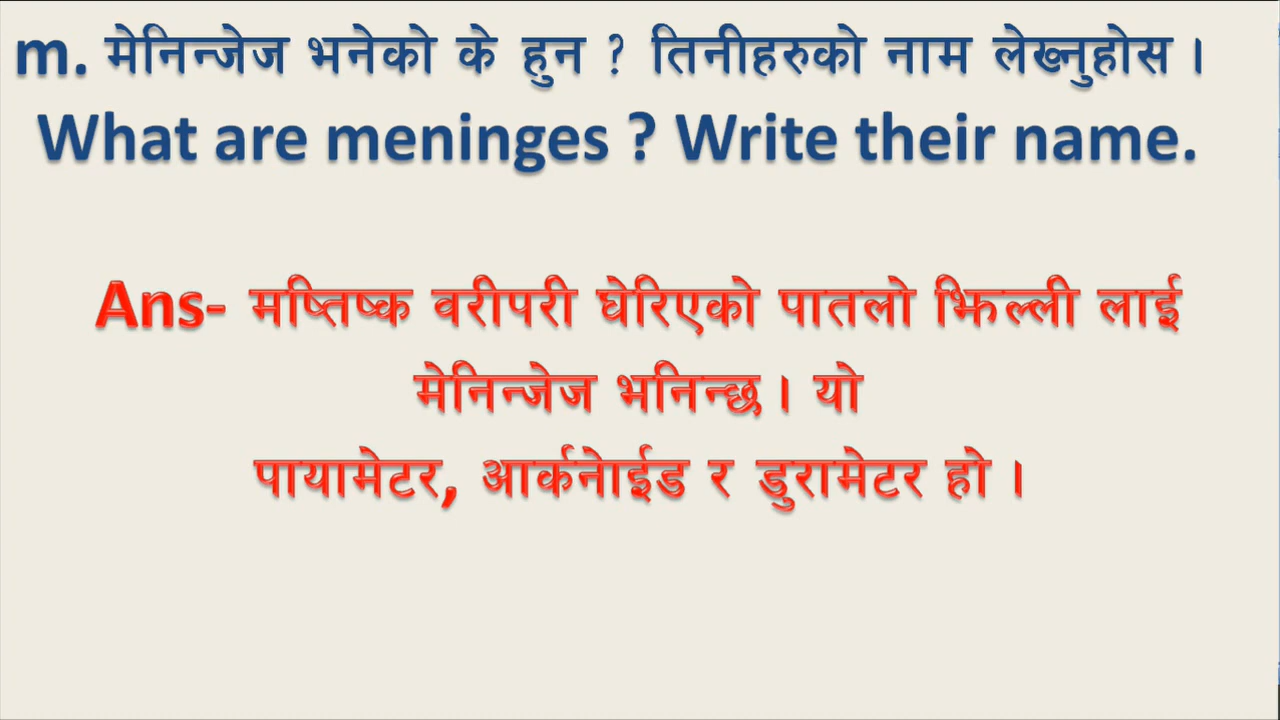 m. मेनिन्जेज भनेको के हुन ? तिनीहरुको नाम लेख्नुहोस ।
What are meninges ? Write their name.
Ans- मष्तिष्क वरीपरी घेरिएको पातलो झिल्ली लाई
मेनिन्जेज भनिन्छ । यो
पायामेटर, आर्कनोईड र डुरामेटर हो ।